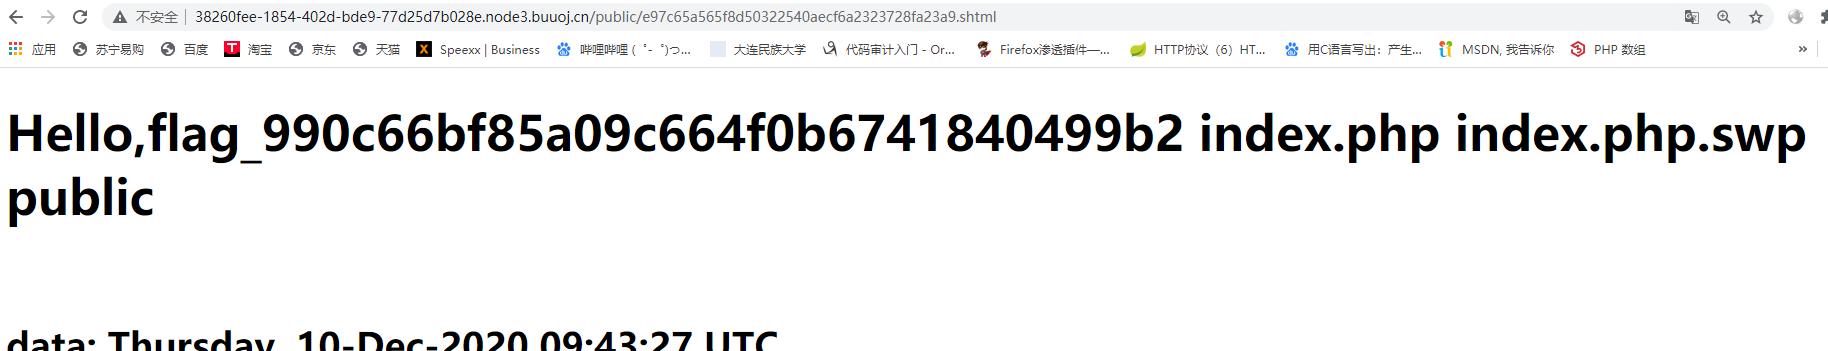 不安全 38260fee-1854-402d-bde9-77d25d7b028e.node3.buuoj.cn/public/e97c65a565f8d50322540aecf6a2323728fa23a9.shtml
应用 苏宁易购 百度 淘宝 京东 天猫 Speexx | Business 哔哩哔哩 ( ゜- ゜)つ... 大连民族大学 代码审计入门 - Or... Firefox渗透插件—... HTTP协议（6）HT... 用C语言写出：产生... MSDN, 我告诉你 PHP 数组 »
Hello,flag_990c66bf85a09c664f0b6741840499b2 index.php index.php.swp
public
data: Thursday, 10-Dec-2020 09:43:27 UTC